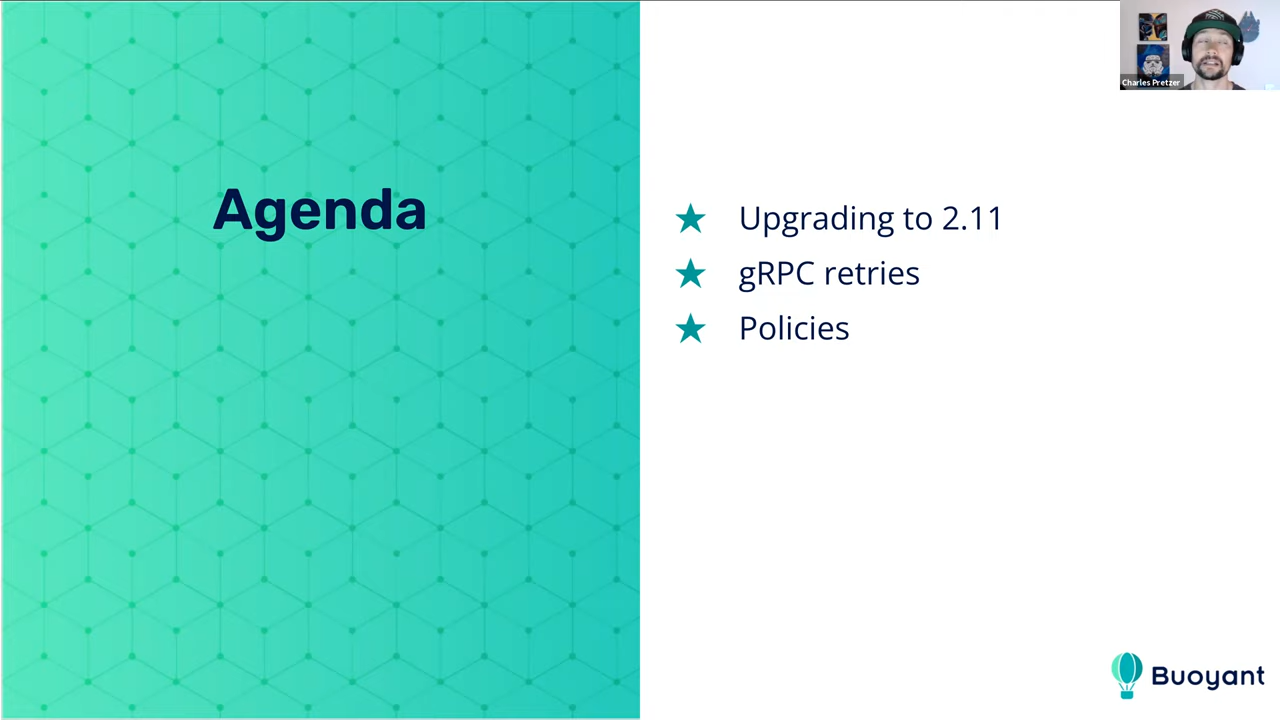 Agenda
Upgrading to 2.11
gRPC retries
Policies
Charles Pretzer
Buoyant